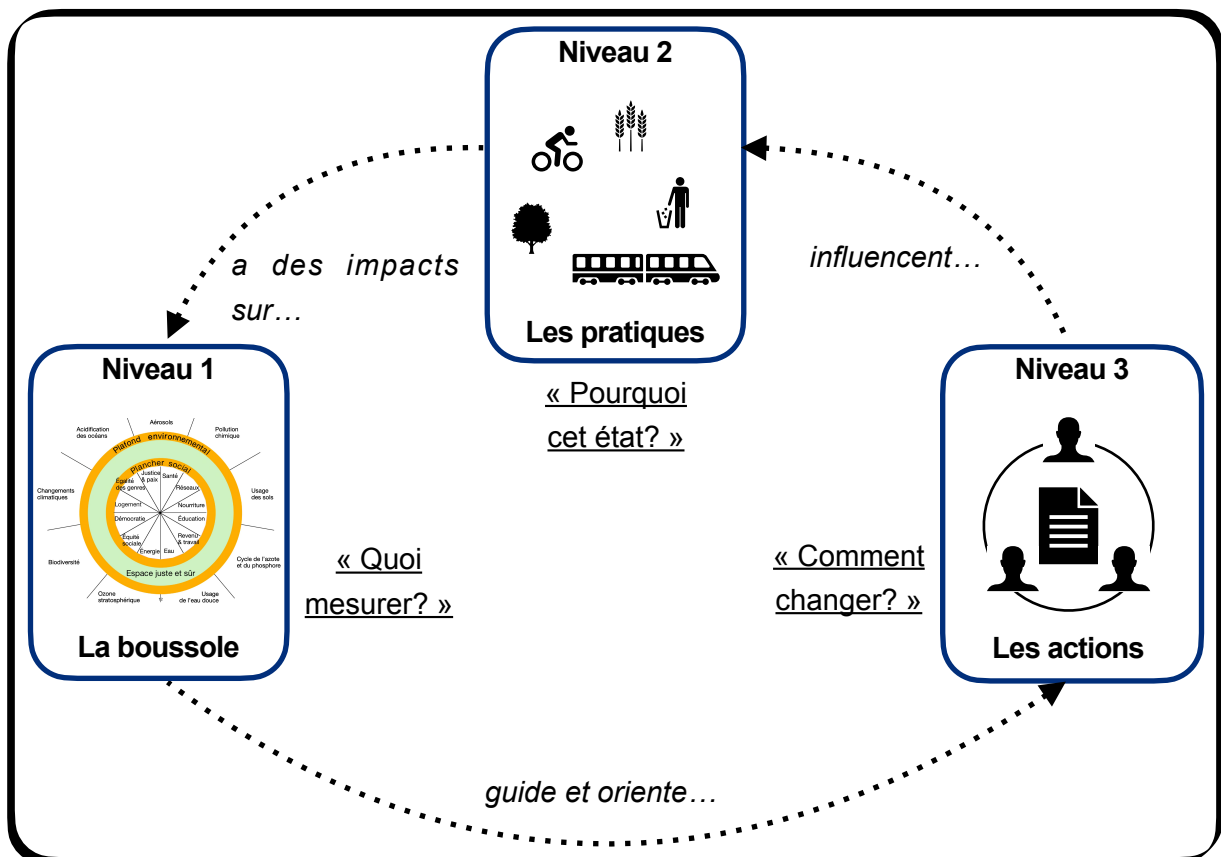 Niveau 2
Les pratiques
« Pourquoi
cet état? »
a des impacts
sur…
influencent…
Niveau 1
Aérosols
Acidification
des océans
Pollution
chimique
Plafond environnemental
Plancher social
Justice
& paix
Santé
Égalité
des genres
Réseaux
Changements
climatiques
Usage
des sols
Logement
Nourriture
Démocratie
Éducation
Équité
sociale
Revenu
& travail
Énergie
Eau
Biodiversité
Cycle de l'azote
et du phosphore
Espace juste et sûr
Ozone
stratosphérique
Usage
de l'eau douce
La boussole
« Quoi
mesurer? »
Niveau 3
« Comment
changer? »
Les actions
guide et oriente…